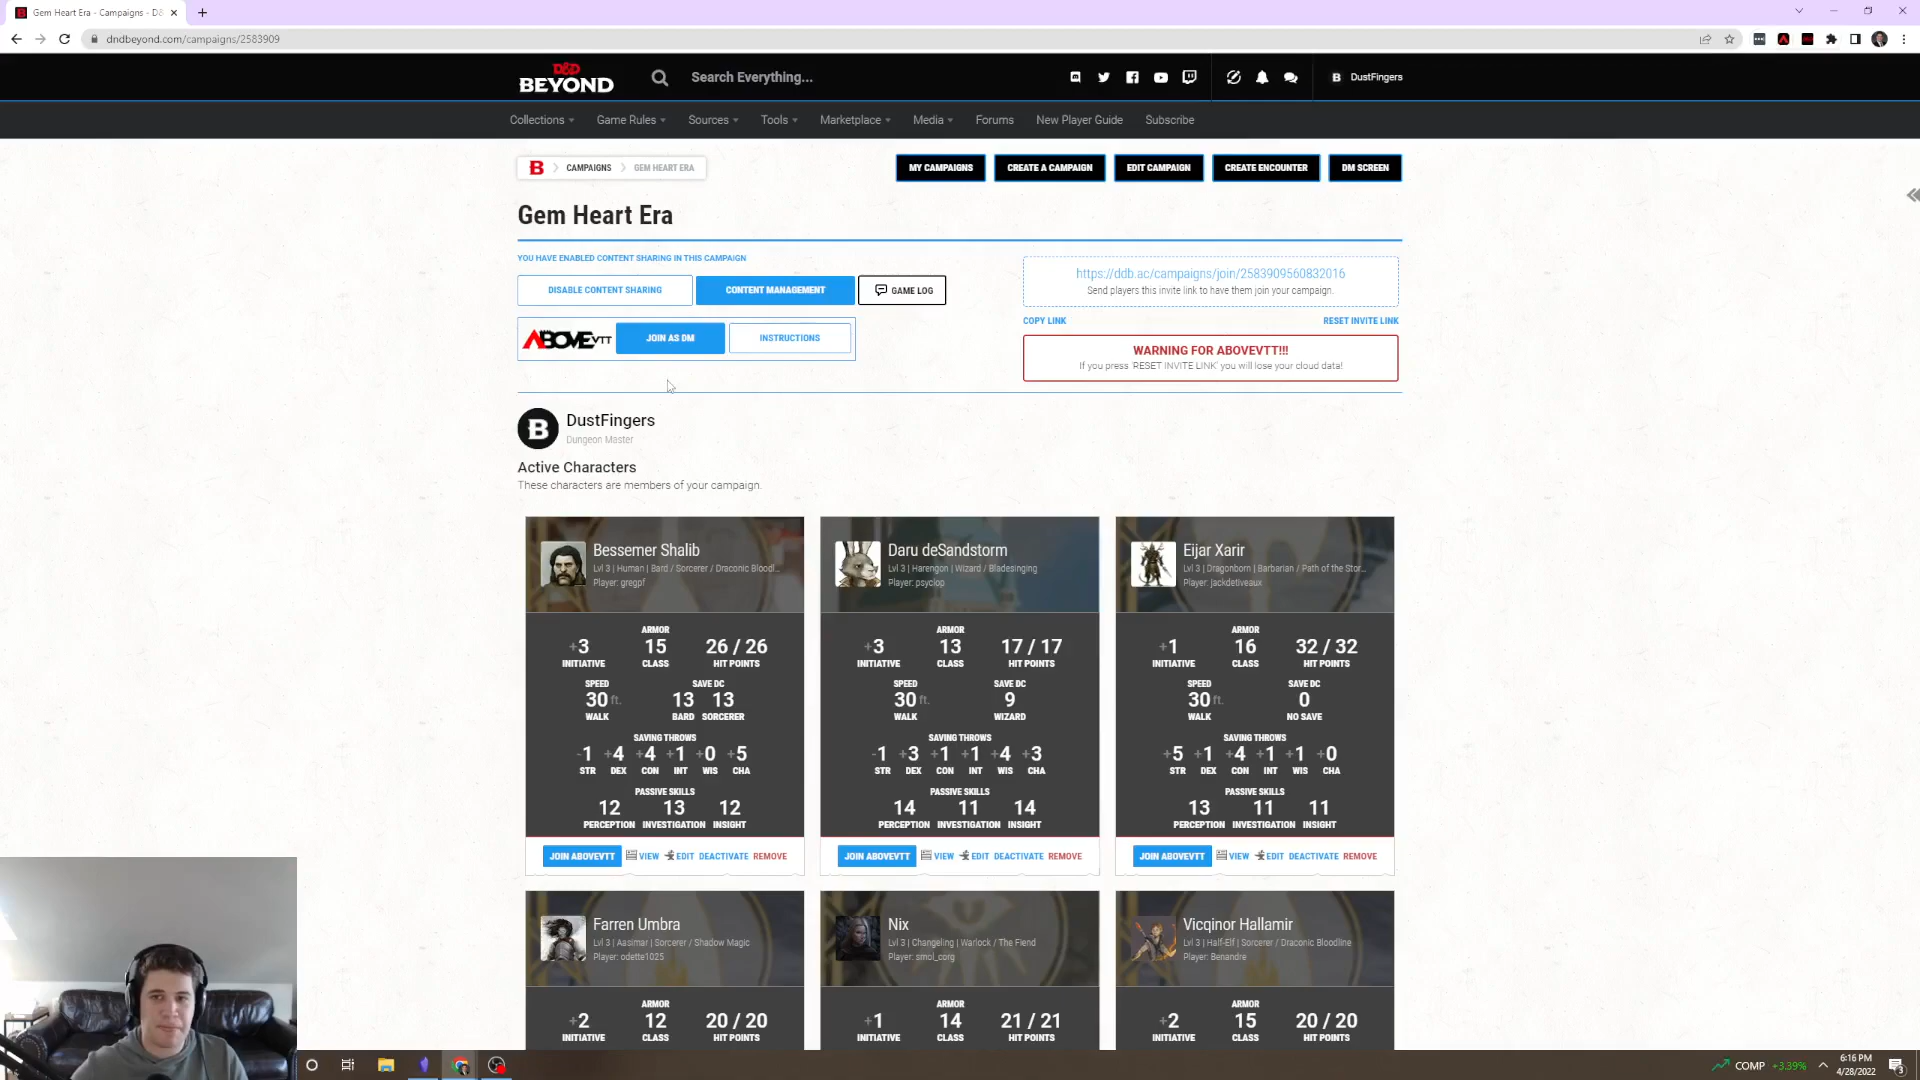 Gem Heart Era - Campaigns - D&
dndbeyond.com/campaigns/2583909
D&D
BEYOND
Search Everything...
DustFingers
Collections Game Rules Sources Tools Marketplace Media Forums New Player Guide Subscribe
CAMPAIGNS GEM HEART ERA
MY CAMPAIGNS CREATE A CAMPAIGN EDIT CAMPAIGN CREATE ENCOUNTER DM SCREEN
Gem Heart Era
YOU HAVE ENABLED CONTENT SHARING IN THIS CAMPAIGN
DISABLE CONTENT SHARING CONTENT MANAGEMENT GAME LOG
https://ddb.ac/campaigns/join/2583909560832016
Send players this invite link to have them join your campaign.
COPY LINK RESET INVITE LINK
ABOVE VTT JOIN AS DM INSTRUCTIONS
WARNING FOR ABOVEVTT!!!
If you press 'RESET INVITE LINK' you will lose your cloud data!
DustFingers
Dungeon Master
Active Characters
These characters are members of your campaign.
Bessemer Shalib
Lvl 3 | Human | Bard / Sorcerer / Draconic Bloodl...
Player: gregpf
+3 INITIATIVE
ARMOR 15 CLASS
26 / 26 HIT POINTS
SPEED 30 ft. WALK
SAVE DC
13 BARD 13 SORCERER
SAVING THROWS
-1 +4 +4 +1 +0 +5
STR DEX CON INT WIS CHA
PASSIVE SKILLS
12 13 12
PERCEPTION INVESTIGATION INSIGHT
JOIN ABOVEVTT VIEW EDIT DEACTIVATE REMOVE
Daru deSandstorm
Lvl 3 | Harengon | Wizard / Bladesinging
Player: psyclop
+3 INITIATIVE
ARMOR 13 CLASS
17 / 17 HIT POINTS
SPEED 30 ft. WALK
SAVE DC
9 WIZARD
SAVING THROWS
-1 +3 +1 +1 +4 +3
STR DEX CON INT WIS CHA
PASSIVE SKILLS
14 11 14
PERCEPTION INVESTIGATION INSIGHT
JOIN ABOVEVTT VIEW EDIT DEACTIVATE REMOVE
Eijar Xarir
Lvl 3 | Dragonborn | Barbarian / Path of the Stor...
Player: jackdetiveaux
+1 INITIATIVE
ARMOR 16 CLASS
32 / 32 HIT POINTS
SPEED 30 ft. WALK
SAVE DC
0 NO SAVE
SAVING THROWS
+5 +1 +4 +1 +1 +0
STR DEX CON INT WIS CHA
PASSIVE SKILLS
13 11 11
PERCEPTION INVESTIGATION INSIGHT
JOIN ABOVEVTT VIEW EDIT DEACTIVATE REMOVE
Farren Umbra
Lvl 3 | Aasimar | Sorcerer / Shadow Magic
Player: odette1025
+2 INITIATIVE
ARMOR 12 CLASS
20 / 20 HIT POINTS
Nix
Lvl 3 | Changeling | Warlock / The Fiend
Player: smol_corg
+1 INITIATIVE
ARMOR 14 CLASS
21 / 21 HIT POINTS
Vicqinor Hallamir
Lvl 3 | Half-Elf | Sorcerer / Draconic Bloodline
Player: Benandre
+2 INITIATIVE
ARMOR 15 CLASS
20 / 20 HIT POINTS
COMP +3.39%
6:16 PM
4/28/2022
3